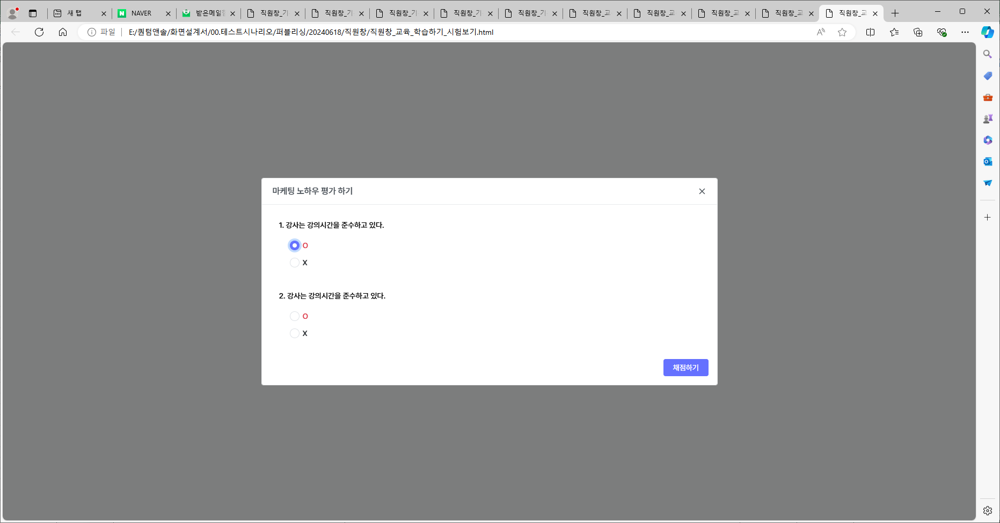 새 탭
NAVER
받은메일함
직원창_기
직원창_기
직원창_기
직원창_기
직원창_기
직원창_교
직원창_교
직원창_교
직원창_교
직원창_교
파일
E:/퀀텀앤솔/화면설계서/00.테스트시나리오/퍼블리싱/20240618/직원창/직원창_교육_학습하기_시험보기.html
마케팅 노하우 평가 하기
1. 강사는 강의시간을 준수하고 있다.
O
X
2. 강사는 강의시간을 준수하고 있다.
O
X
채점하기